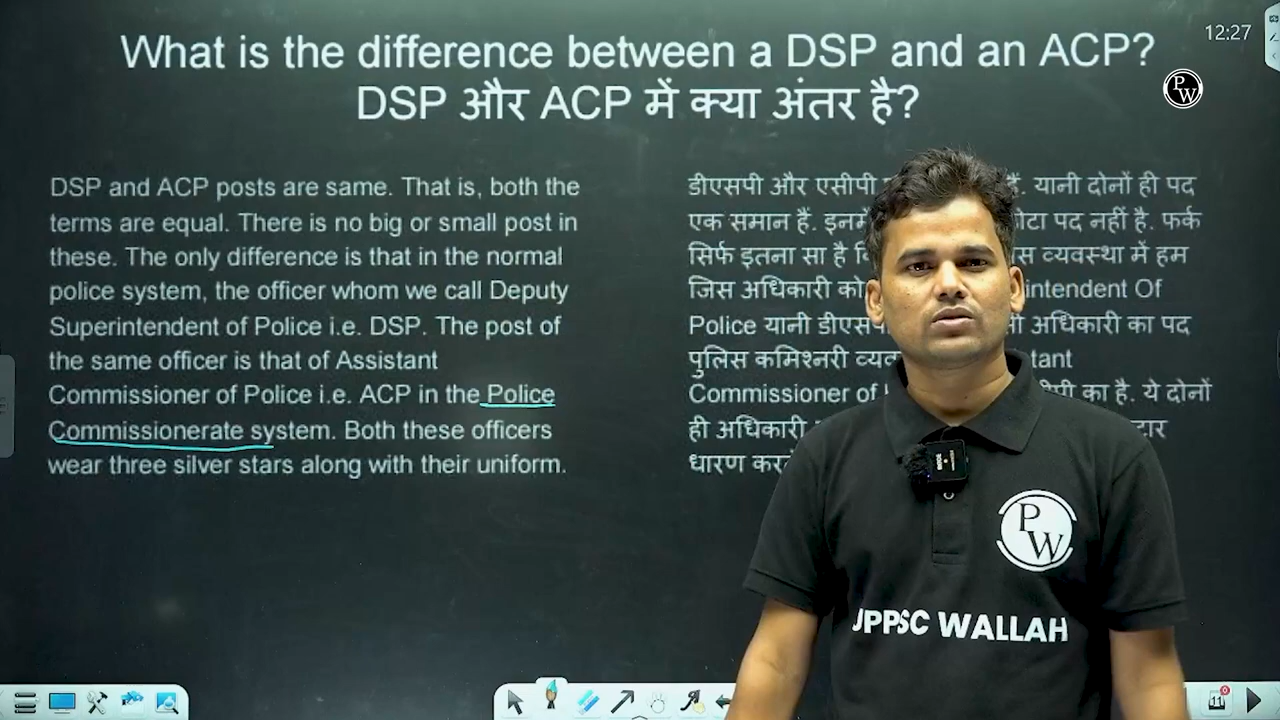 12:27
What is the difference between a DSP and an ACP?
DSP और ACP में क्या अंतर है?
PW
DSP and ACP posts are same. That is, both the
terms are equal. There is no big or small post in
these. The only difference is that in the normal
police system, the officer whom we call Deputy
Superintendent of Police i.e. DSP. The post of
the same officer is that of Assistant
Commissioner of Police i.e. ACP in the Police
Commissionerate system. Both these officers
wear three silver stars along with their uniform.
डीएसपी और एसीपी हैं. यानी दोनों ही पद
एक समान हैं. पद नहीं है. फर्क
सिर्फ इतना सा है व्यवस्था में हम
जिस अधिकारी को Of
Police यानी अधिकारी का पद
पुलिस कमिश्नरी
Commissioner of का है. ये दोनों
ही अधिकारी
धारण
PW
UPPSC WALLAH